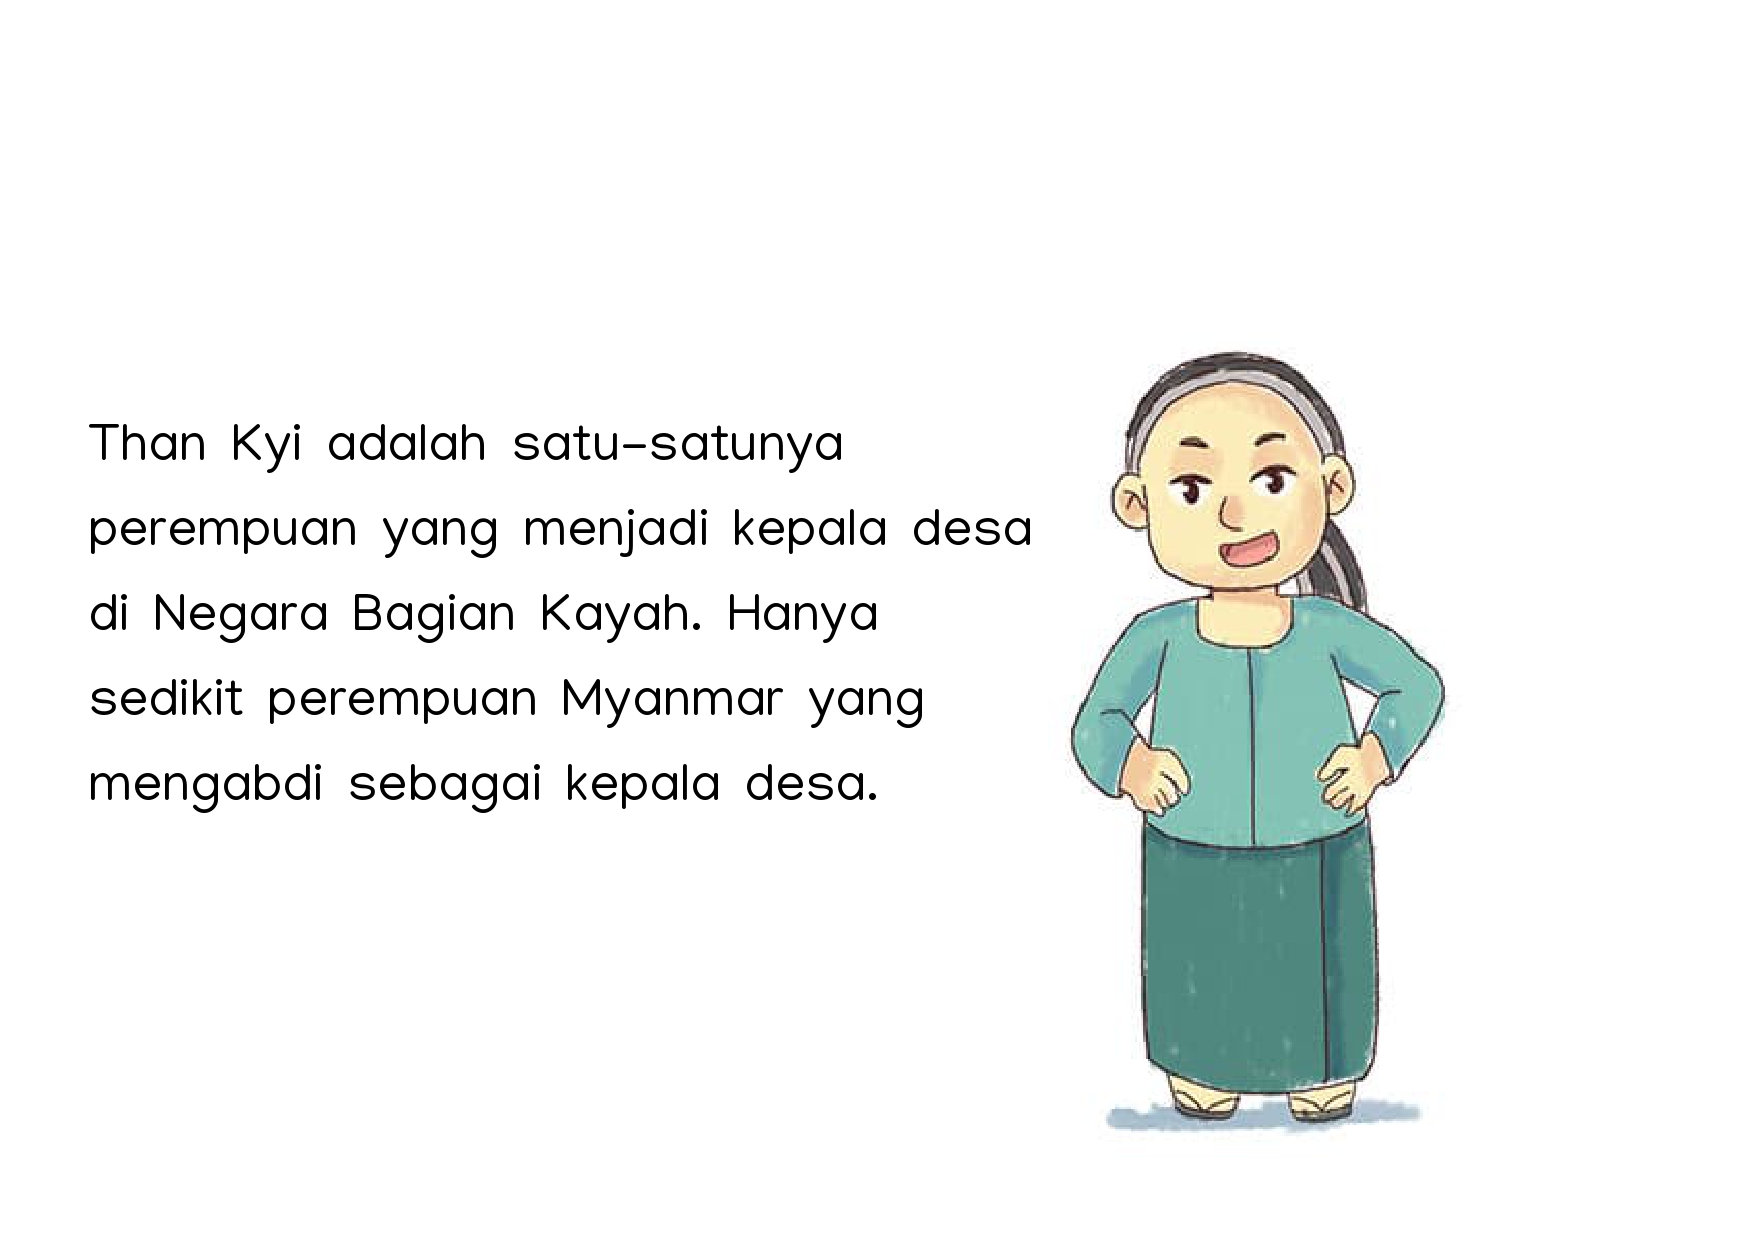 Than Kyi adalah satu-satunya
perempuan yang menjadi kepala desa
di Negara Bagian Kayah. Hanya
sedikit perempuan Myanmar yang
mengabdi sebagai kepala desa.